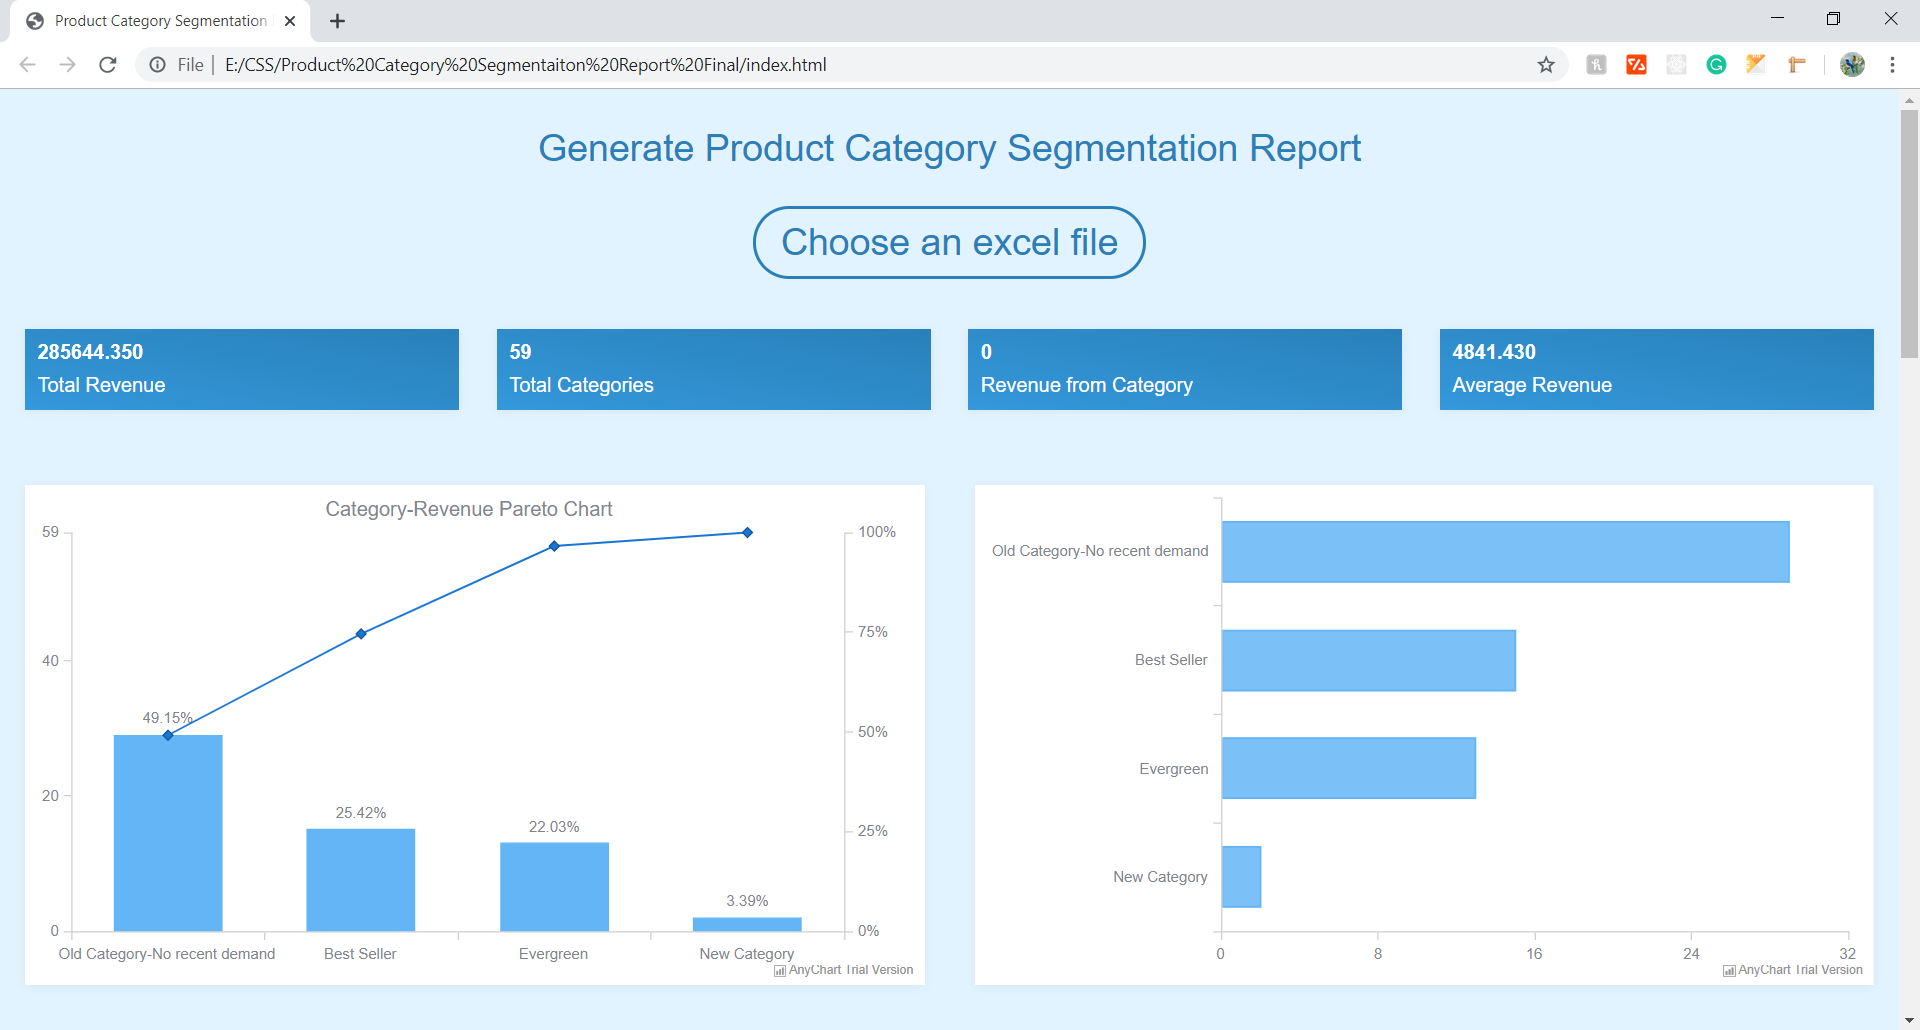 Product Category Segmentation
File | E:/CSS/Product%20Category%20Segmentaiton%20Report%20Final/index.html
Generate Product Category Segmentation Report
Choose an excel file
285644.350
Total Revenue
59
Total Categories
0
Revenue from Category
4841.430
Average Revenue
Category-Revenue Pareto Chart
59
40
20
0
100%
75%
50%
25%
0%
49.15%
25.42%
22.03%
3.39%
Old Category-No recent demand
Best Seller
Evergreen
New Category
AnyChart Trial Version
Old Category-No recent demand
Best Seller
Evergreen
New Category
0 8 16 24 32
AnyChart Trial Version